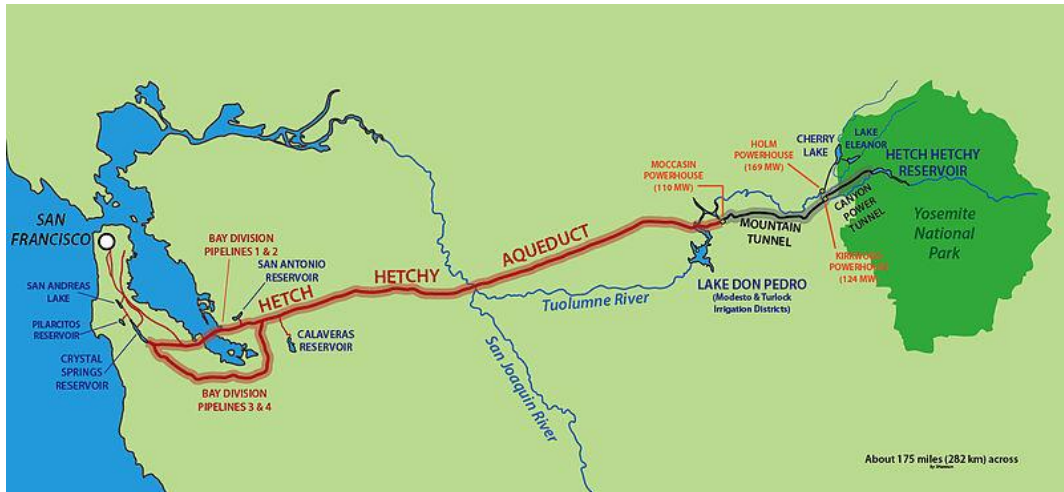 SAN
FRANCISCO
SAN ANDREAS
LAKE
PILARCITOS
RESERVOIR
CRYSTAL
SPRINGS
RESERVOIR
BAY DIVISION
PIPELINES 1 & 2
SAN ANTONIO
RESERVOIR
HETCH HETCHY AQUEDUCT
CALAVERAS
RESERVOIR
BAY DIVISION
PIPELINES 3 & 4
Tuolumne River
San Joaquin River
MOCCASIN
POWERHOUSE
(110 MW)
LAKE DON PEDRO
(Modesto & Turlock
Irrigation Districts)
MOUNTAIN
TUNNEL
HOLM
POWERHOUSE
(169 MW)
CHERRY
LAKE
LAKE
ELEANOR
HETCH HETCHY
RESERVOIR
CANYON
POWER
TUNNEL
KIRKWOOD
POWERHOUSE
(124 MW)
Yosemite
National
Park
About 175 miles (282 km) across